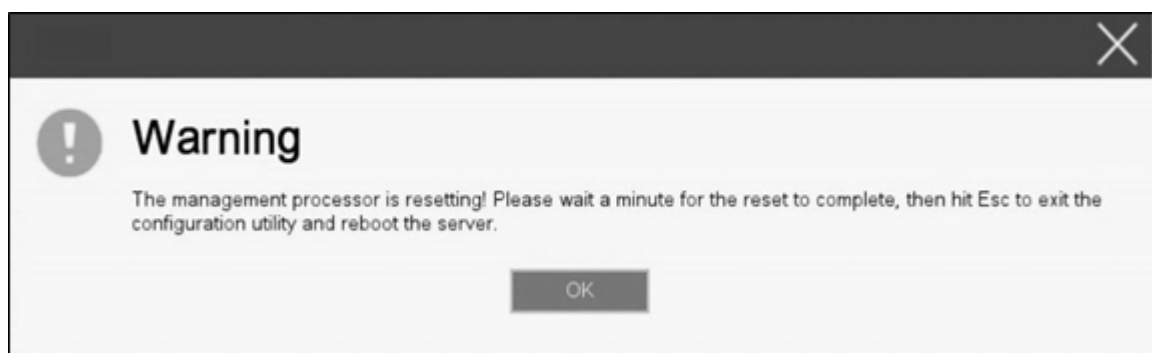 Warning
The management processor is resetting! Please wait a minute for the reset to complete, then hit Esc to exit the
configuration utility and reboot the server.
OK